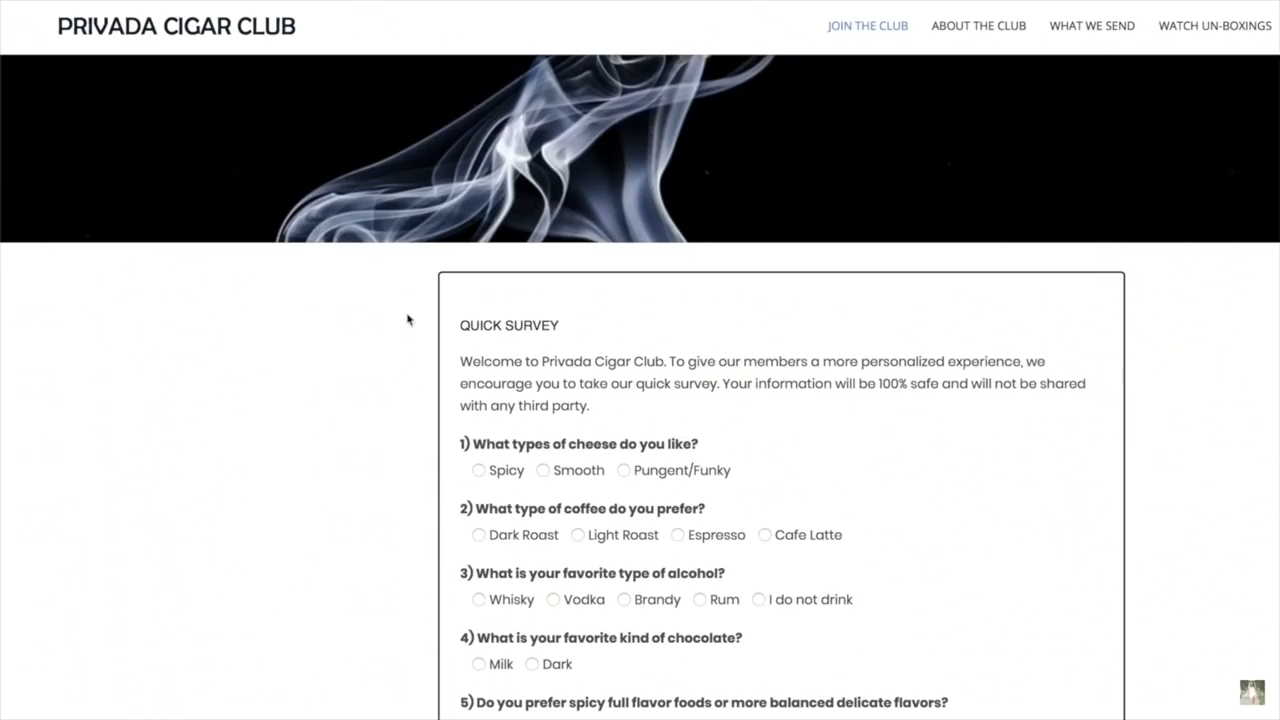 PRIVADA CIGAR CLUB
JOIN THE CLUB ABOUT THE CLUB WHAT WE SEND WATCH UN-BOXINGS
QUICK SURVEY
Welcome to Privada Cigar Club. To give our members a more personalized experience, we
encourage you to take our quick survey. Your information will be 100% safe and will not be shared
with any third party.
1) What types of cheese do you like?
Spicy Smooth Pungent/Funky
2) What type of coffee do you prefer?
Dark Roast Light Roast Espresso Cafe Latte
3) What is your favorite type of alcohol?
Whisky Vodka Brandy Rum I do not drink
4) What is your favorite kind of chocolate?
Milk Dark
5) Do you prefer spicy full flavor foods or more balanced delicate flavors?